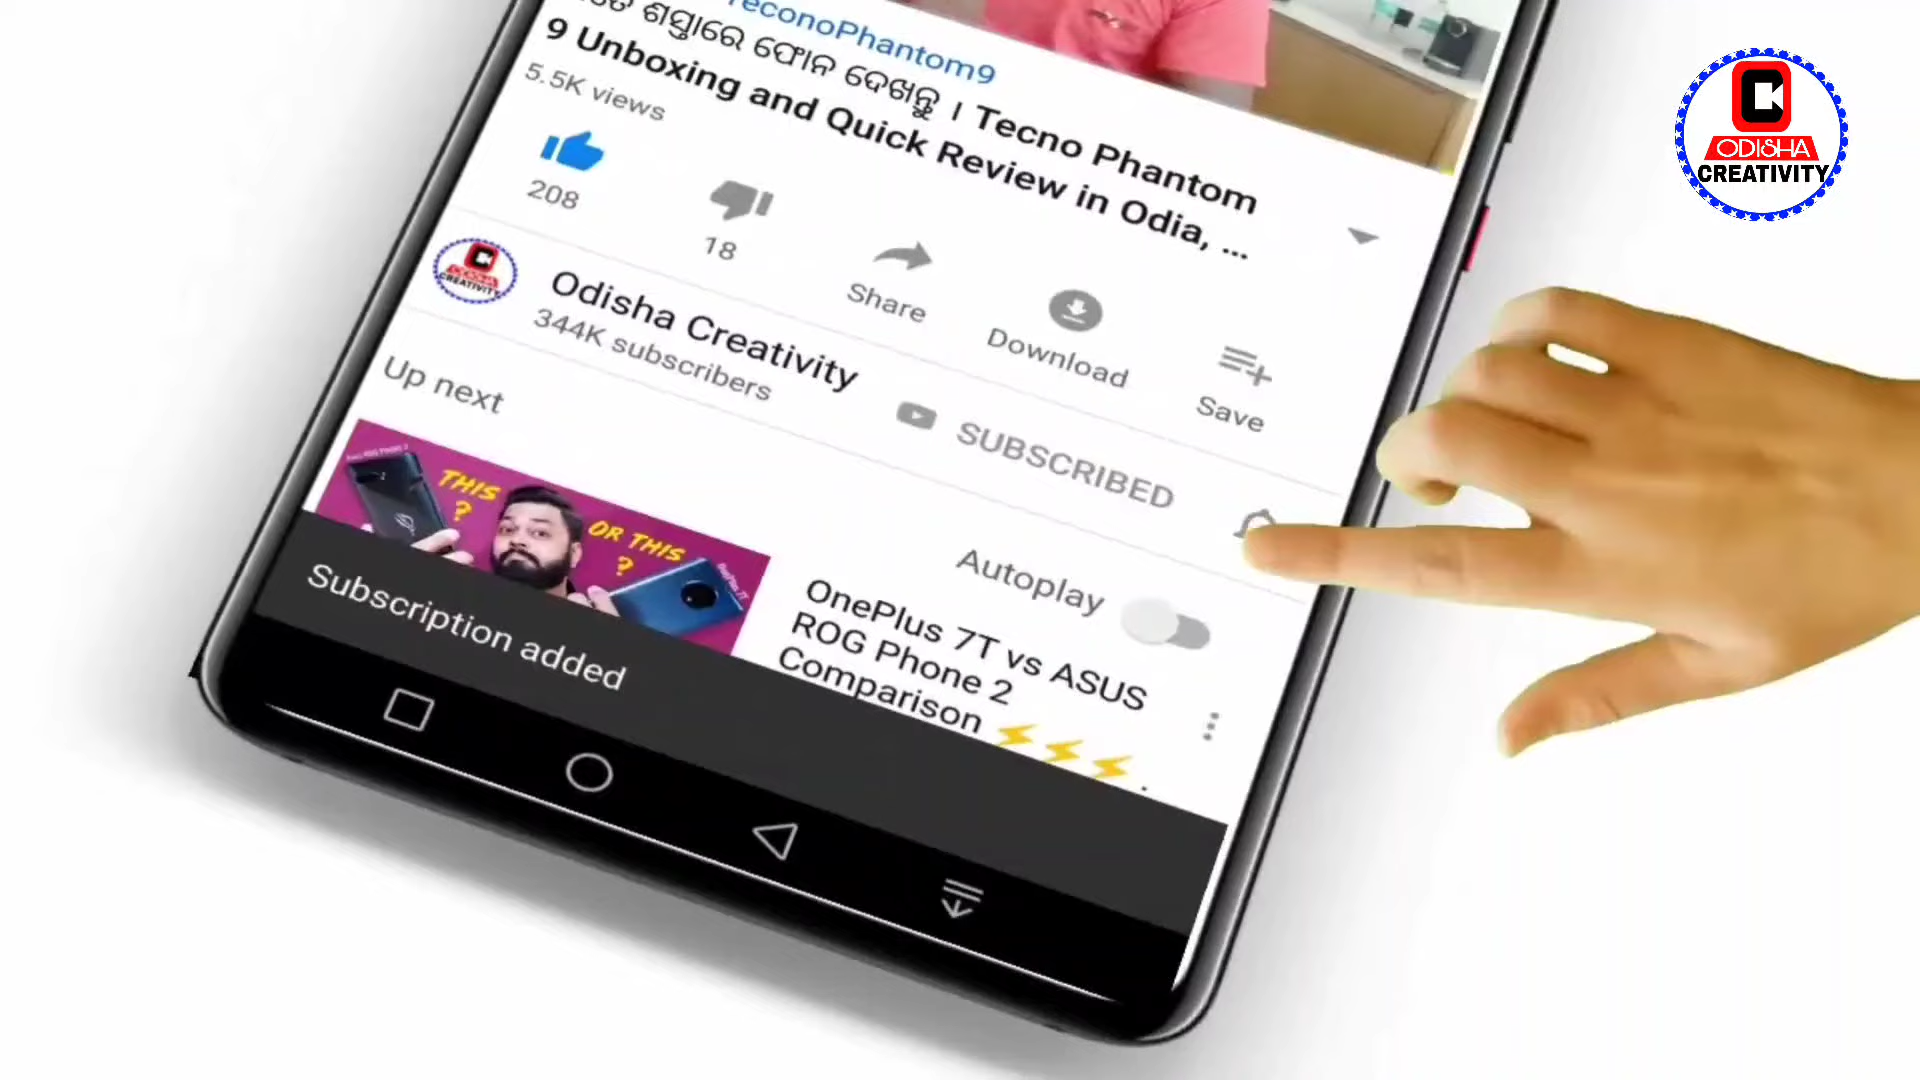 TeconoPhantom9
ଶସ୍ତାରେ ଫୋନ ଦେଖନ୍ତୁ । Tecno Phantom
9 Unboxing and Quick Review in Odia, ...
5.5K views
208
18
Share
Download
Save
ODISHA
CREATIVITY
Odisha Creativity
344K subscribers
SUBSCRIBED
Up next
Autoplay
THIS
?
OR THIS
?
OnePlus 7T vs ASUS
ROG Phone 2
Comparison ⚡⚡⚡.
Subscription added
ODISHA
CREATIVITY